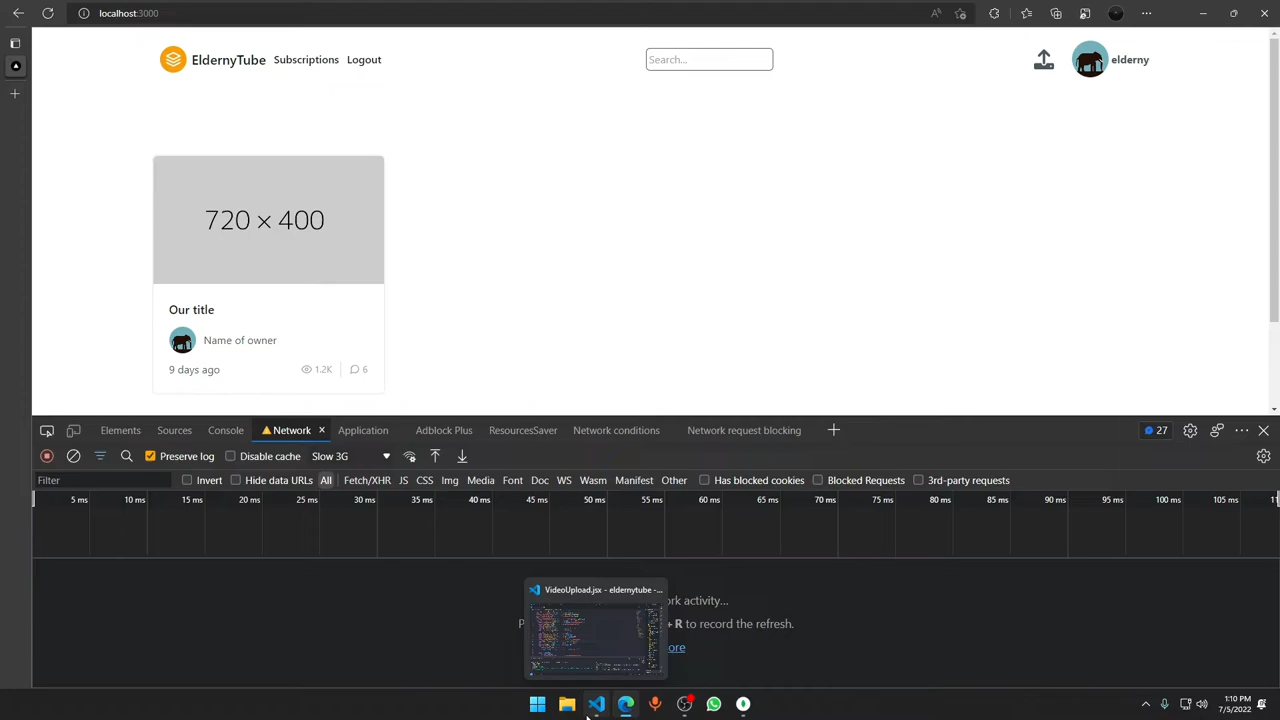 localhost:3000
EldernyTube Subscriptions Logout Search... elderny
720 × 400
Our title
Name of owner
9 days ago 1.2K 6
Elements Sources Console Network × Application Adblock Plus ResourcesSaver Network conditions Network request blocking 27
Preserve log Disable cache Slow 3G
Filter Invert Hide data URLs All Fetch/XHR JS CSS Img Media Font Doc WS Wasm Manifest Other Has blocked cookies Blocked Requests 3rd-party requests
5 ms 10 ms 15 ms 20 ms 25 ms 30 ms 35 ms 40 ms 45 ms 50 ms 55 ms 60 ms 65 ms 70 ms 75 ms 80 ms 85 ms 90 ms 95 ms 100 ms 105 ms
VideoUpload.jsx - eldernytube -...
activity...
+ R to record the refresh.
1:10 PM
7/5/2022